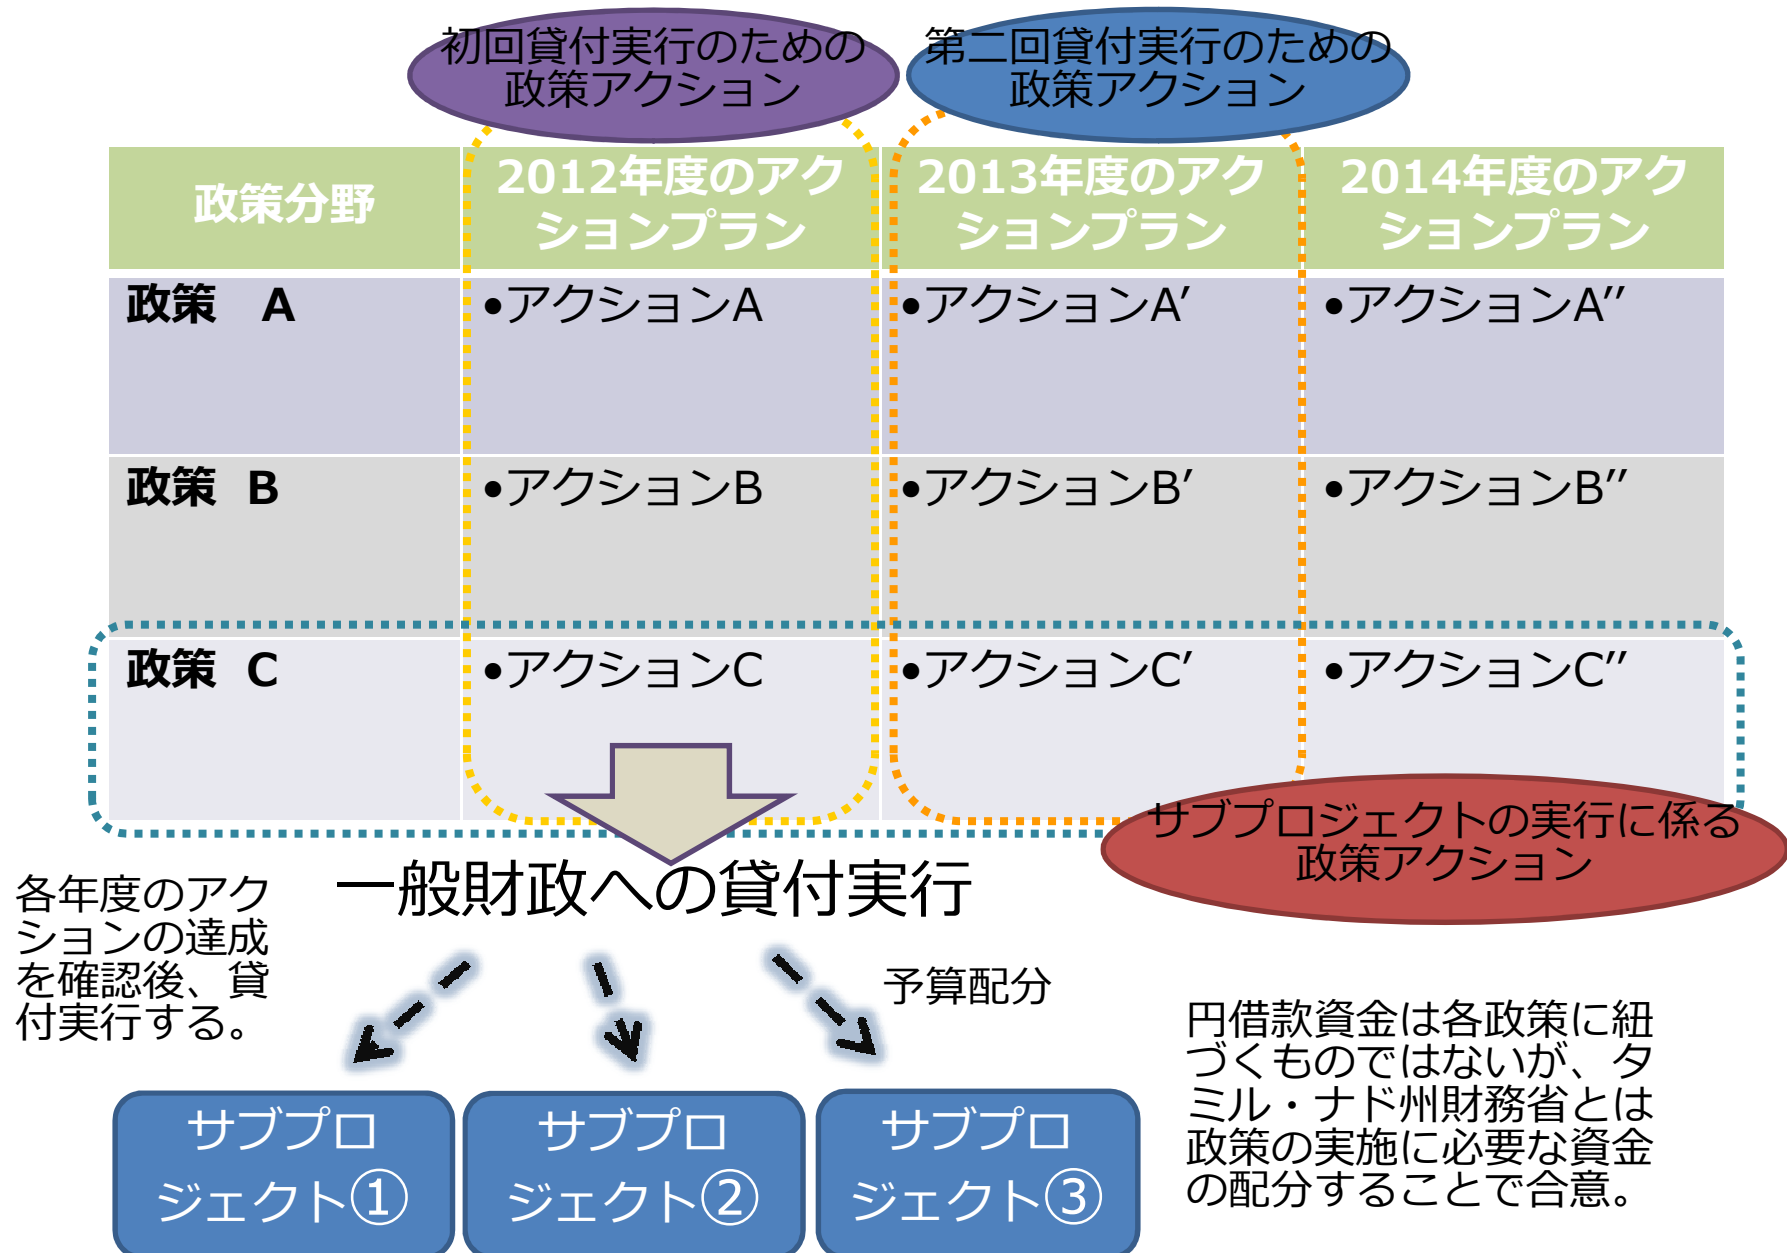 初回貸付実行のための
政策アクション
第二回貸付実行のための
政策アクション
政策分野
2012年度のアク
ションプラン
2013年度のアク
ションプラン
2014年度のアク
ションプラン
政策　A
•アクションA
•アクションA′
•アクションA′′
政策 B
•アクションB
•アクションB′
•アクションB′′
政策 C
•アクションC
•アクションC′
•アクションC′′
サブプロジェクトの実行に係る
政策アクション
一般財政への貸付実行
各年度のアク
ションの達成
を確認後、貸
付実行する。
予算配分
円借款資金は各政策に紐
づくものではないが、タ
ミル・ナド州財務省とは
政策の実施に必要な資金
の配分することで合意。
サブプロ
ジェクト①
サブプロ
ジェクト②
サブプロ
ジェクト③